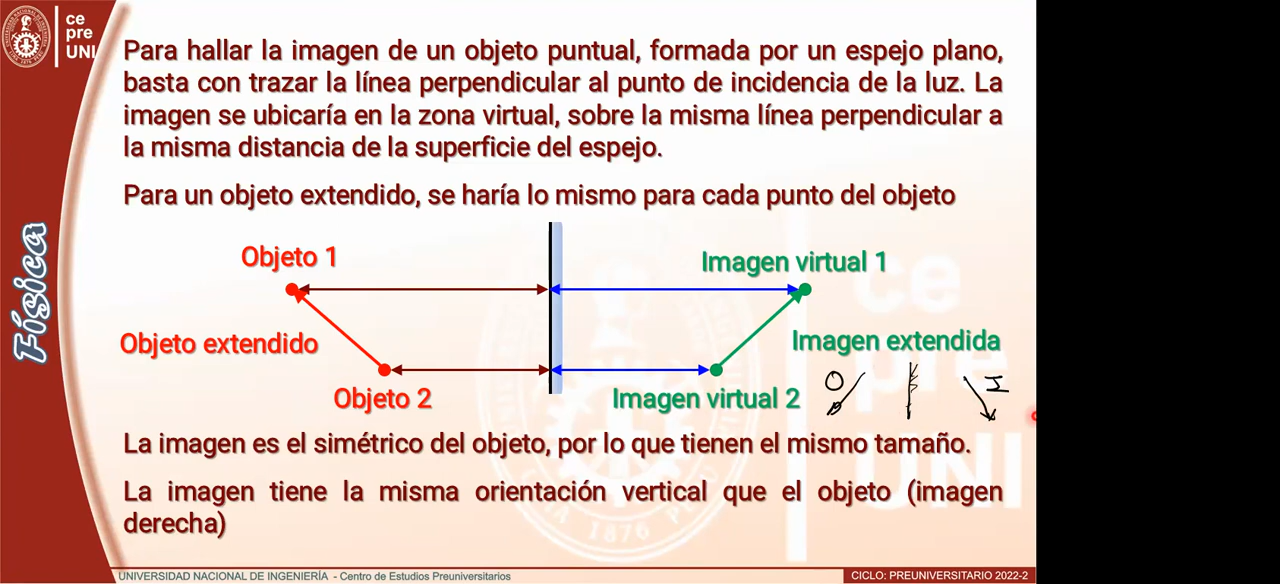 ce
pre
UNI
Para hallar la imagen de un objeto puntual, formada por un espejo plano,
basta con trazar la línea perpendicular al punto de incidencia de la luz. La
imagen se ubicaría en la zona virtual, sobre la misma línea perpendicular a
la misma distancia de la superficie del espejo.
Para un objeto extendido, se haría lo mismo para cada punto del objeto
Física
Objeto 1
Imagen virtual 1
Objeto extendido
Imagen extendida
Objeto 2
Imagen virtual 2
O
I
La imagen es el simétrico del objeto, por lo que tienen el mismo tamaño.
La imagen tiene la misma orientación vertical que el objeto (imagen
derecha)
ce
pre
UNI
1876
UNIVERSIDAD NACIONAL DE INGENIERÍA - Centro de Estudios Preuniversitarios
CICLO: PREUNIVERSITARIO 2022-2